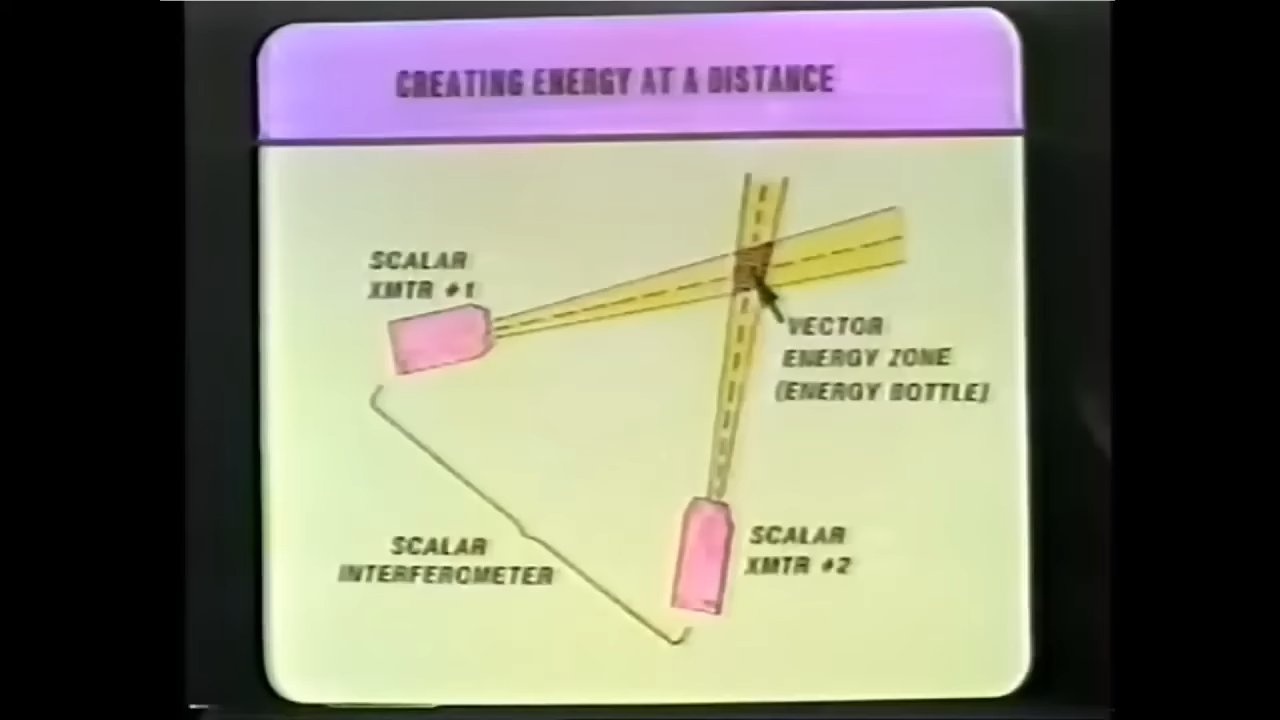 CREATING ENERGY AT A DISTANCE
SCALAR
XMTR #1
VECTOR
ENERGY ZONE
(ENERGY BOTTLE)
SCALAR
INTERFEROMETER
SCALAR
XMTR #2